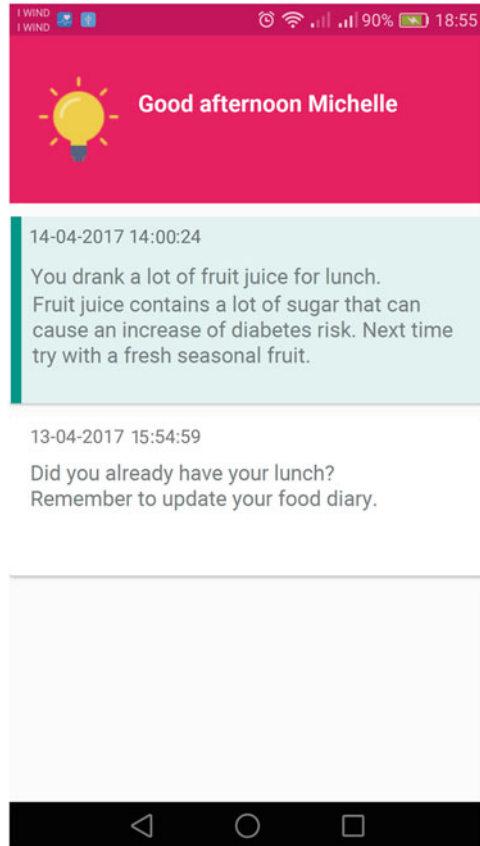 I WIND
I WIND
90% 18:55
Good afternoon Michelle
14-04-2017 14:00:24
You drank a lot of fruit juice for lunch.
Fruit juice contains a lot of sugar that can
cause an increase of diabetes risk. Next time
try with a fresh seasonal fruit.
13-04-2017 15:54:59
Did you already have your lunch?
Remember to update your food diary.